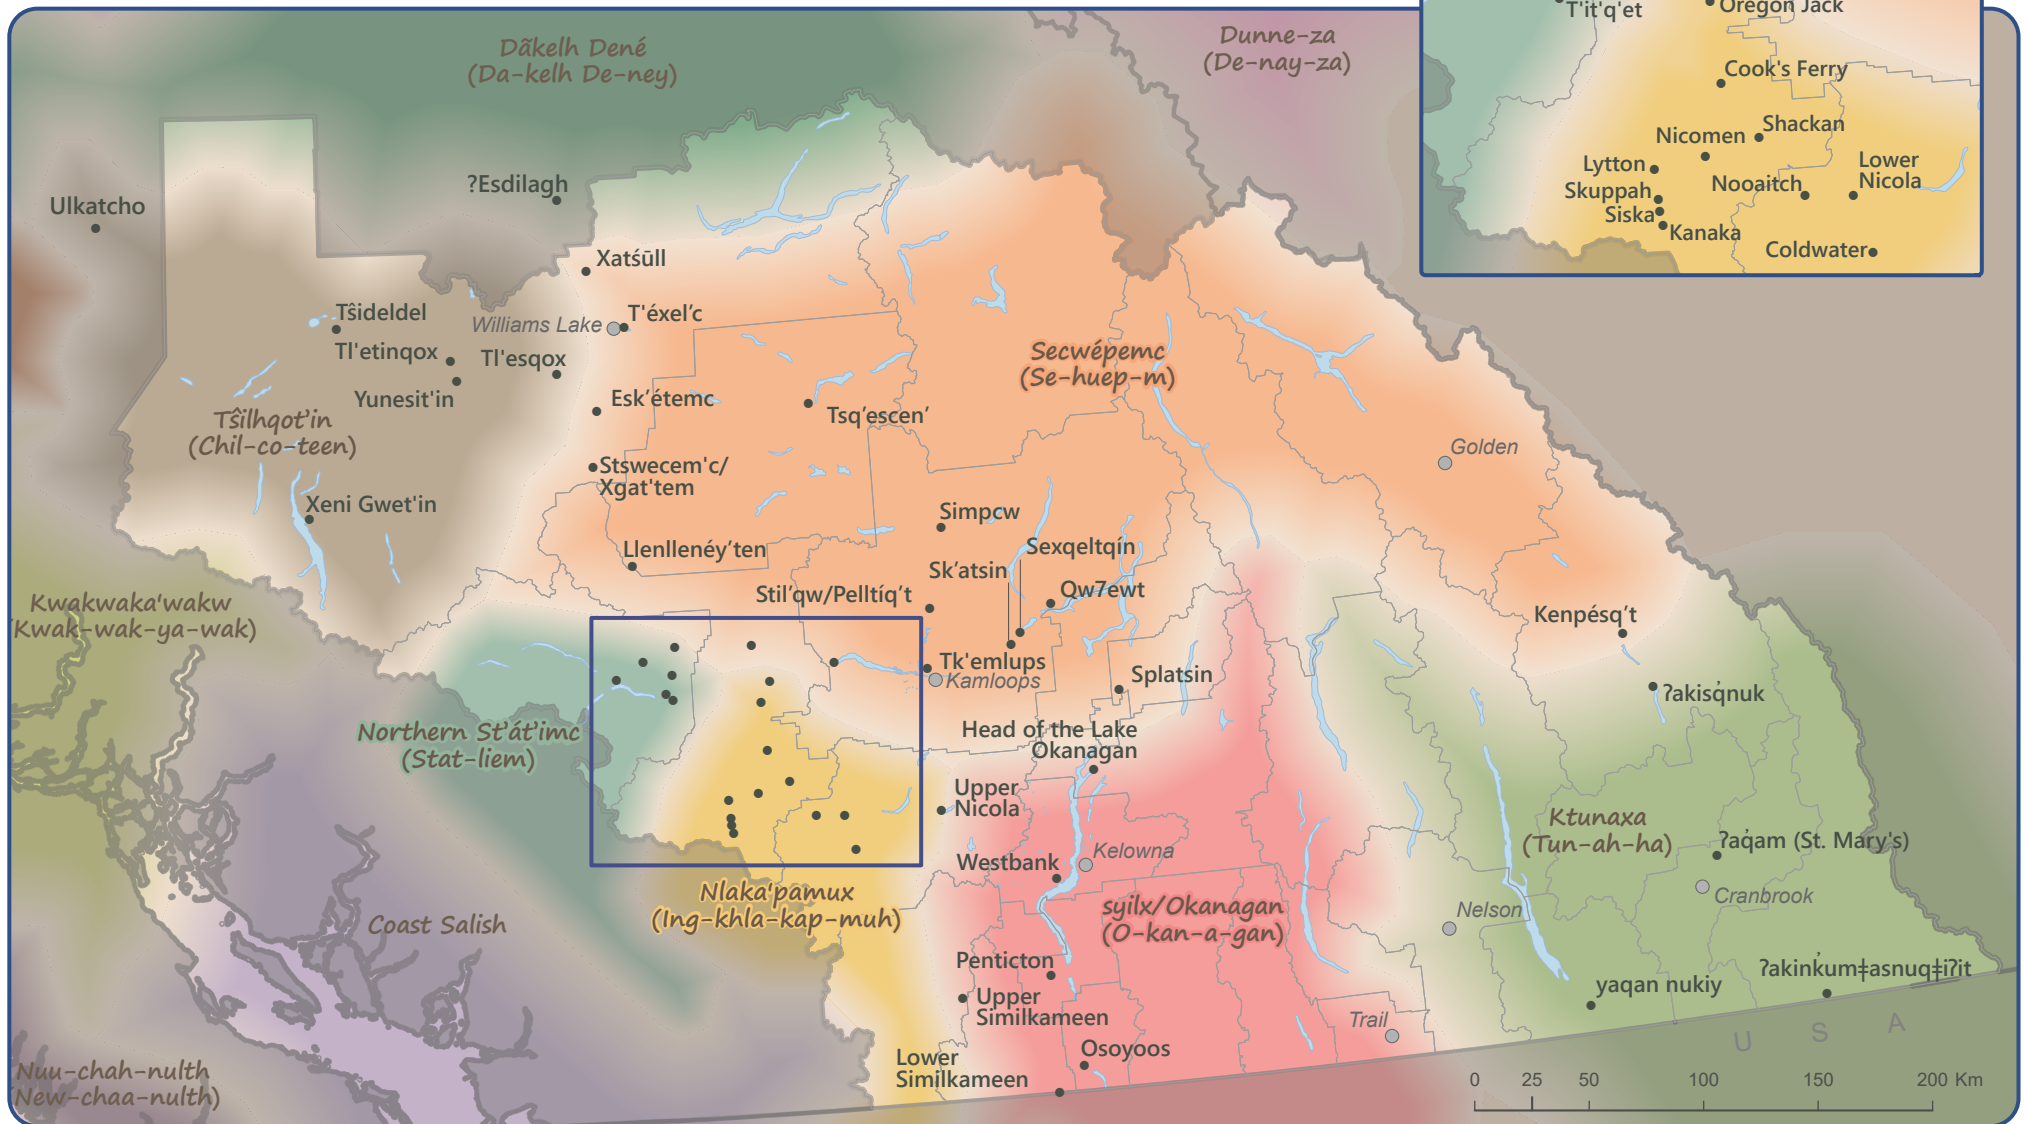 Dãkelh Dené
(Da-kelh De-ney)
Dunne-za
(De-nay-za)
T'it'q'et
Oregon Jack
Cook's Ferry
Shackan
Nicomen
Lytton
Lower
Nicola
Skuppah
Nooaitch
Siska
Kanaka
Coldwater
Ulkatcho
?Esdilagh
Xatśūll
Tŝideldel
Williams Lake
T'éxel'c
Tl'etinqox
Tl'esqox
Yunesit'in
Secwépemc
(Se-huep-m)
Esk'étemc
Tsq'escen'
Tŝilhqot'in
(Chil-co-teen)
Golden
Stswecem'c/
Xgat'tem
Xeni Gwet'in
Simpcw
Llenllenéy'ten
Sexqeltqín
Sk'atsin
Stil'qw/Pelltíq't
Qw7ewt
Kwakwaka'wakw
(Kwak-wak-ya-wak)
Kenpésq't
Tk'emlups
Kamloops
Splatsin
ʔakisq̓nuk
Northern St'át'imc
(Stat-liem)
Head of the Lake
Okanagan
Upper
Nicola
Ktunaxa
(Tun-ah-ha)
ʔaq̓am (St. Mary's)
Westbank
Kelowna
Nlaka'pamux
(Ing-khla-kap-muh)
syilx/Okanagan
(O-kan-a-gan)
Nelson
Cranbrook
Coast Salish
Penticton
ʔakink̓umǂasnuqǂiʔit
yaqan nukiy
Upper
Similkameen
Trail
U S A
Osoyoos
Lower
Similkameen
Nuu-chah-nulth
(New-chaa-nulth)
0 25 50 100 150 200 Km